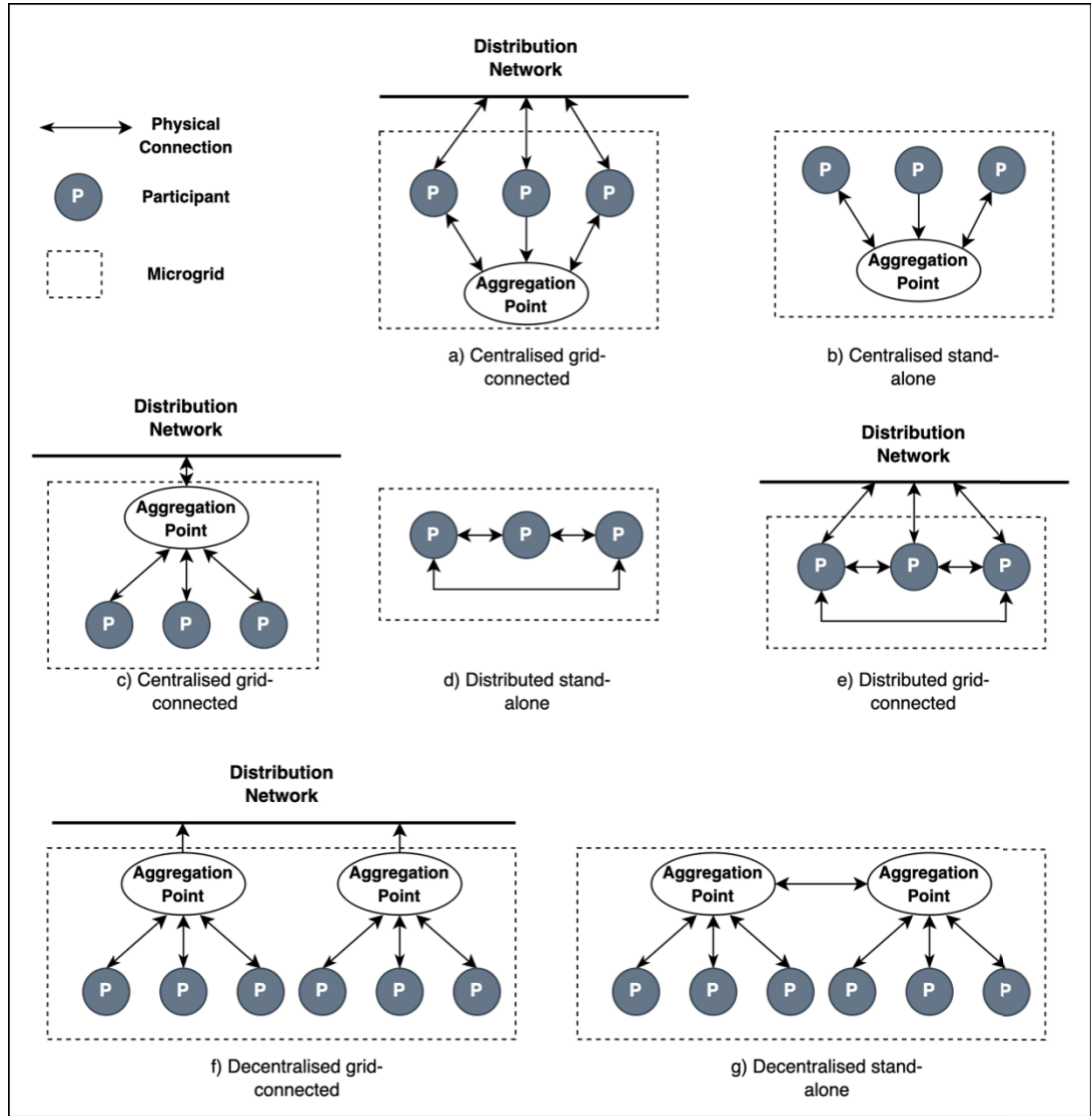 Distribution
Network
Physical
Connection
P
Participant
Microgrid
P
P
P
Aggregation
Point
a) Centralised grid-
connected
P
P
P
Aggregation
Point
b) Centralised stand-
alone
Distribution
Network
Aggregation
Point
P
P
P
c) Centralised grid-
connected
P
P
P
d) Distributed stand-
alone
Distribution
Network
P
P
P
e) Distributed grid-
connected
Distribution
Network
Aggregation
Point
Aggregation
Point
P
P
P
P
P
P
f) Decentralised grid-
connected
Aggregation
Point
Aggregation
Point
P
P
P
P
P
P
g) Decentralised stand-
alone